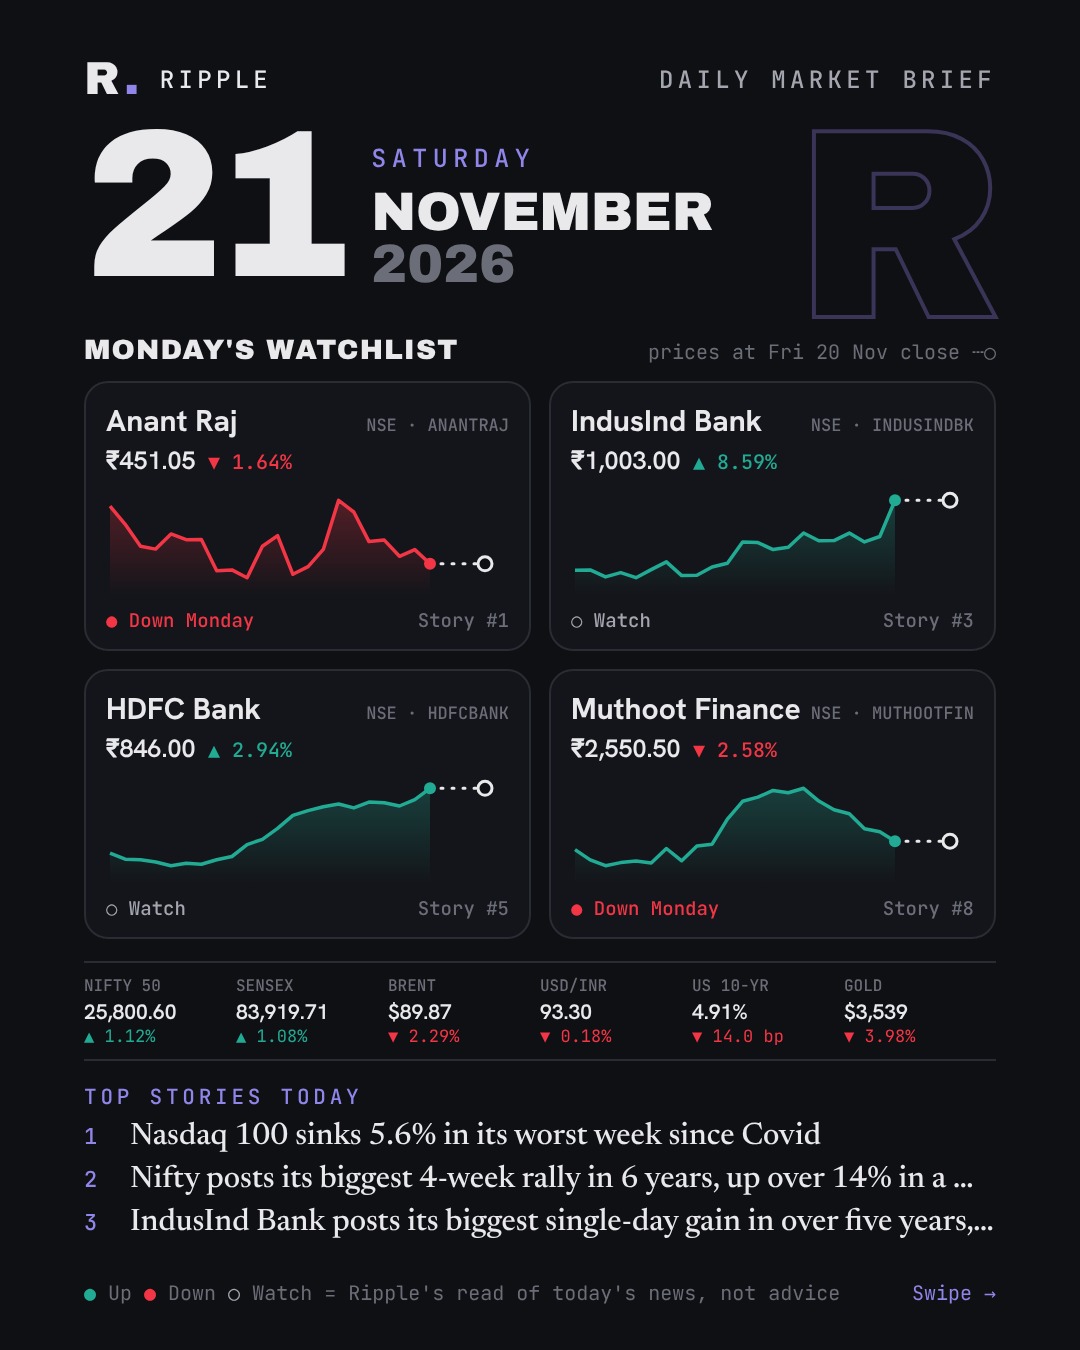 R. RIPPLE
DAILY MARKET BRIEF
21
SATURDAY
NOVEMBER
2026
R
MONDAY'S WATCHLIST
prices at Fri 20 Nov close ┄○
Anant Raj
NSE · ANANTRAJ
₹451.05 ▼ 1.64%
● Down Monday
Story #1
IndusInd Bank
NSE · INDUSINDBK
₹1,003.00 ▲ 8.59%
○ Watch
Story #3
HDFC Bank
NSE · HDFCBANK
₹846.00 ▲ 2.94%
○ Watch
Story #5
Muthoot Finance
NSE · MUTHOOTFIN
₹2,550.50 ▼ 2.58%
● Down Monday
Story #8
NIFTY 50
25,800.60
▲ 1.12%
SENSEX
83,919.71
▲ 1.08%
BRENT
$89.87
▼ 2.29%
USD/INR
93.30
▼ 0.18%
US 10-YR
4.91%
▼ 14.0 bp
GOLD
$3,539
▼ 3.98%
TOP STORIES TODAY
1 Nasdaq 100 sinks 5.6% in its worst week since Covid
2 Nifty posts its biggest 4-week rally in 6 years, up over 14% in a ...
3 IndusInd Bank posts its biggest single-day gain in over five years,...
● Up ● Down ○ Watch = Ripple's read of today's news, not advice
Swipe →